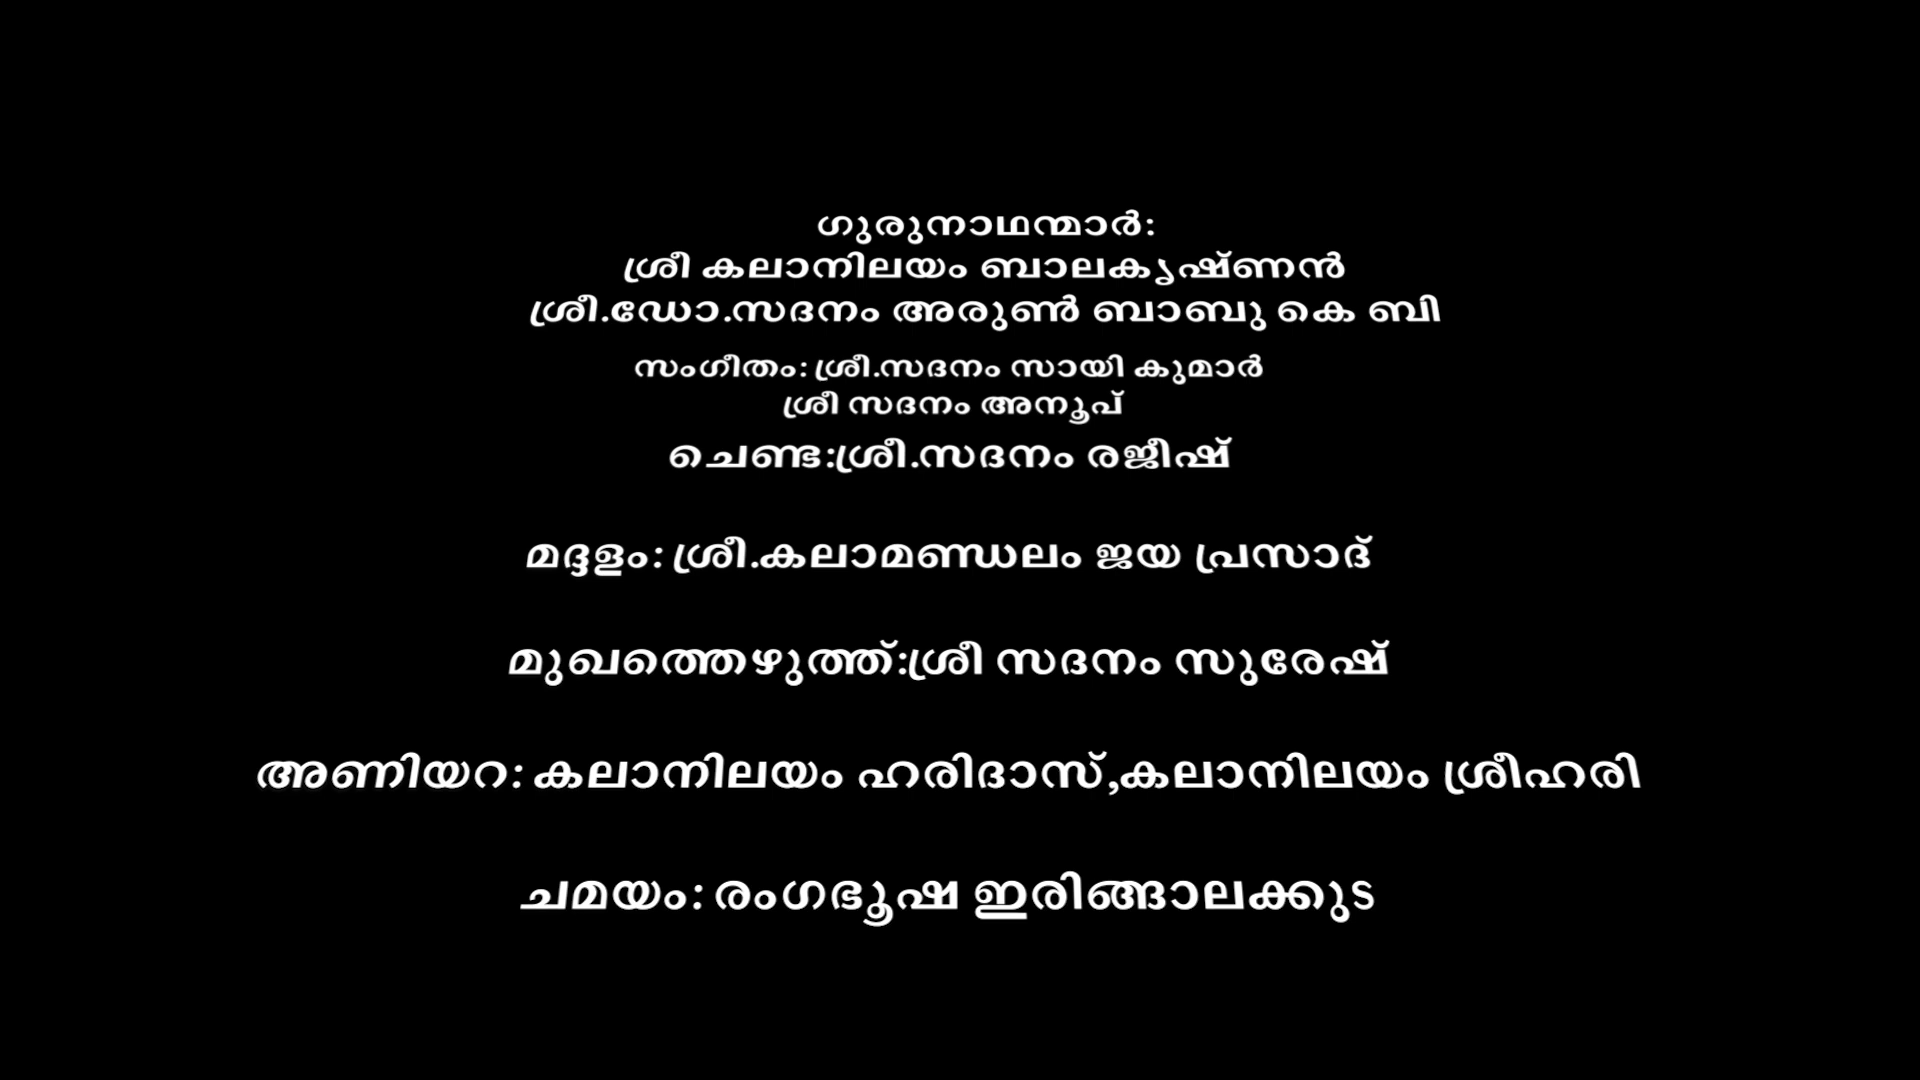 ഗുരുനാഥന്മാർ:
ശ്രീ കലാനിലയം ബാലകൃഷ്ണൻ
ശ്രീ.ഡോ.സദനം അരുൺ ബാബു കെ ബി
സംഗീതം: ശ്രീ.സദനം സായി കുമാർ
ശ്രീ സദനം അനൂപ്
ചെണ്ട:ശ്രീ.സദനം രജീഷ്
മദ്ദളം: ശ്രീ.കലാമണ്ഡലം ജയ പ്രസാദ്
മുഖത്തെഴുത്ത്:ശ്രീ സദനം സുരേഷ്
അണിയറ: കലാനിലയം ഹരിദാസ്,കലാനിലയം ശ്രീഹരി
ചമയം: രംഗഭൂഷ ഇരിങ്ങാലക്കുട